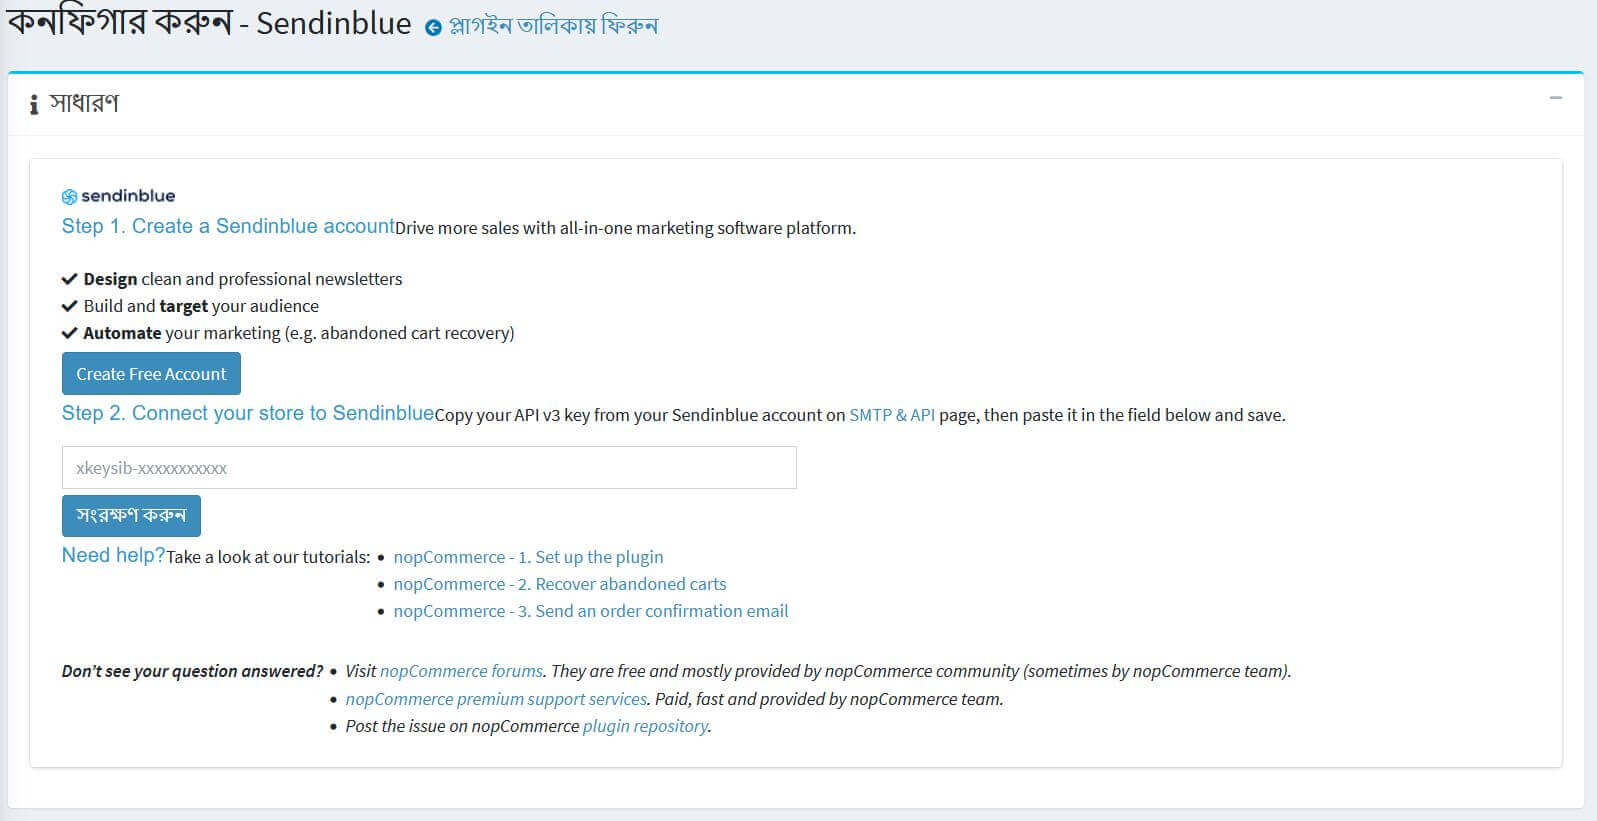 কনফিগার করুন - Sendinblue প্লাগইন তালিকায় ফিরুন
সাধারণ
sendinblue
Step 1. Create a Sendinblue accountDrive more sales with all-in-one marketing software platform.
Design clean and professional newsletters
Build and target your audience
Automate your marketing (e.g. abandoned cart recovery)
Create Free Account
Step 2. Connect your store to SendinblueCopy your API v3 key from your Sendinblue account on SMTP & API page, then paste it in the field below and save.
xkeysib-xxxxxxxxxxx
সংরক্ষণ করুন
Need help?Take a look at our tutorials: • nopCommerce - 1. Set up the plugin
• nopCommerce - 2. Recover abandoned carts
• nopCommerce - 3. Send an order confirmation email
Don’t see your question answered? • Visit nopCommerce forums. They are free and mostly provided by nopCommerce community (sometimes by nopCommerce team).
• nopCommerce premium support services. Paid, fast and provided by nopCommerce team.
• Post the issue on nopCommerce plugin repository.